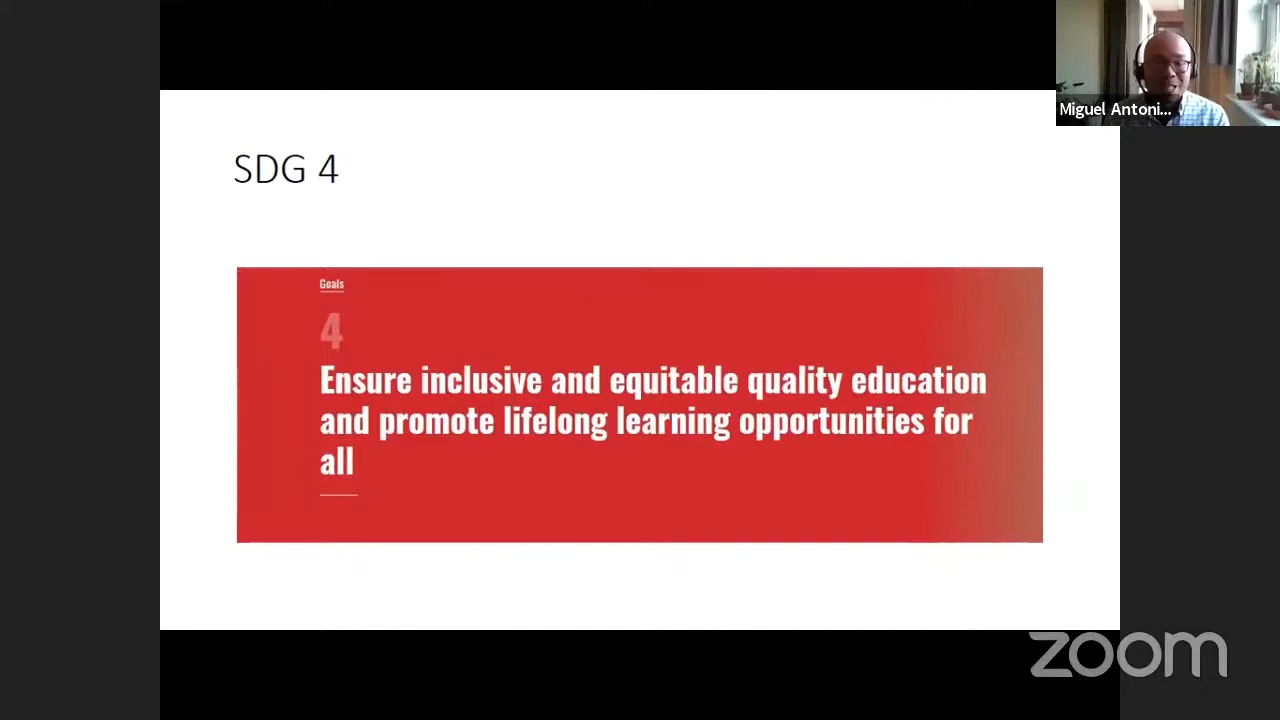 Miguel Antoni...
SDG 4
Goals
4
Ensure inclusive and equitable quality education
and promote lifelong learning opportunities for
all
zoom